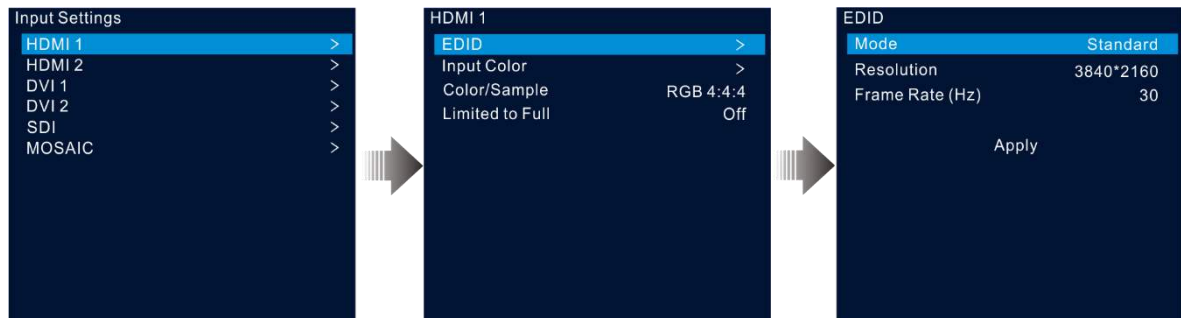 Input Settings
HDMI 1 >
HDMI 2 >
DVI 1 >
DVI 2 >
SDI >
MOSAIC >
HDMI 1
EDID >
Input Color >
Color/Sample RGB 4:4:4
Limited to Full Off
EDID
Mode Standard
Resolution 3840*2160
Frame Rate (Hz) 30
Apply